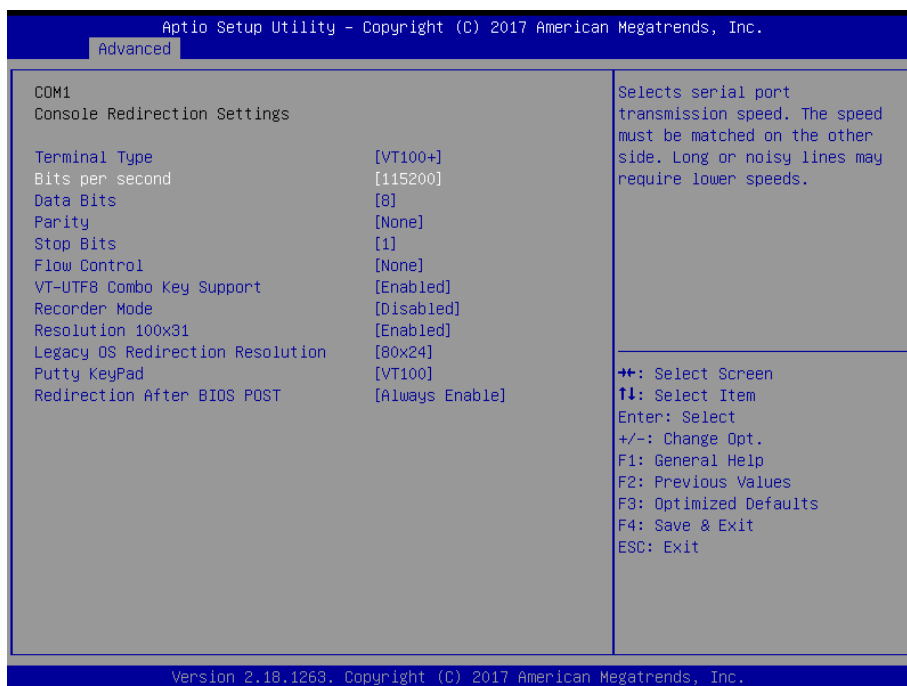 Aptio Setup Utility – Copyright (C) 2017 American Megatrends, Inc.
Advanced
COM1
Console Redirection Settings
Terminal Type [VT100+]
Bits per second [115200]
Data Bits [8]
Parity [None]
Stop Bits [1]
Flow Control [None]
VT-UTF8 Combo Key Support [Enabled]
Recorder Mode [Disabled]
Resolution 100x31 [Enabled]
Legacy OS Redirection Resolution [80x24]
Putty KeyPad [VT100]
Redirection After BIOS POST [Always Enable]
Selects serial port
transmission speed. The speed
must be matched on the other
side. Long or noisy lines may
require lower speeds.
→←: Select Screen
↑↓: Select Item
Enter: Select
+/-: Change Opt.
F1: General Help
F2: Previous Values
F3: Optimized Defaults
F4: Save & Exit
ESC: Exit
Version 2.18.1263. Copyright (C) 2017 American Megatrends, Inc.